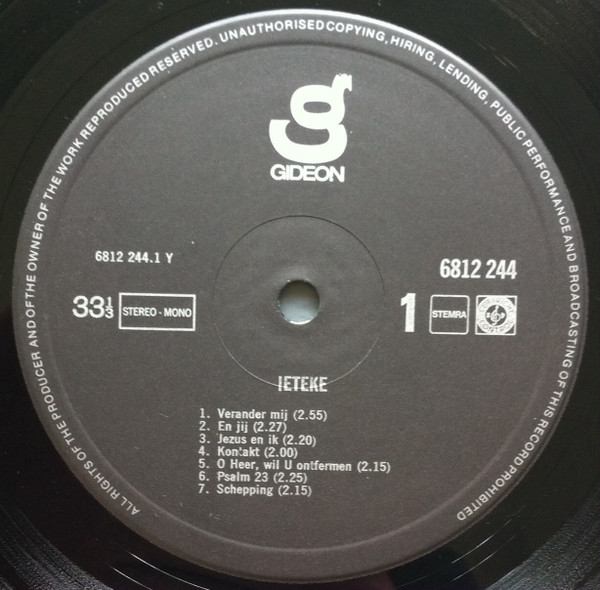 ALL RIGHTS OF THE PRODUCER AND OF THE OWNER OF THE WORK REPRODUCED RESERVED. UNAUTHORISED COPYING, HIRING, LENDING, PUBLIC PERFORMANCE AND BROADCASTING OF THIS RECORD PROHIBITED
g
GIDEON
6812 244.1 Y
6812 244
33⅓ STEREO - MONO
1 STEMRA
IETEKE
1. Verander mij (2.55)
2. En jij (2.27)
3. Jezus en ik (2.20)
4. Kontakt (2.00)
5. O Heer, wil U ontfermen (2.15)
6. Psalm 23 (2.25)
7. Schepping (2.15)